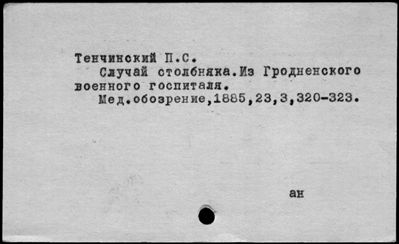 Тенчинский П.С.
Случай столбняка.Из Гродненского
военного госпиталя.
Мед.обозрение,1885,23,3,320-323.
ан